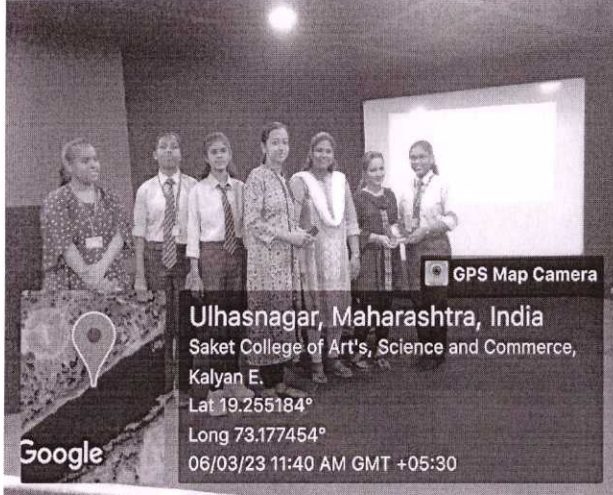 GPS Map Camera
Ulhasnagar, Maharashtra, India
Saket College of Art's, Science and Commerce,
Kalyan E.
Lat 19.255184°
Long 73.177454°
06/03/23 11:40 AM GMT +05:30
Google